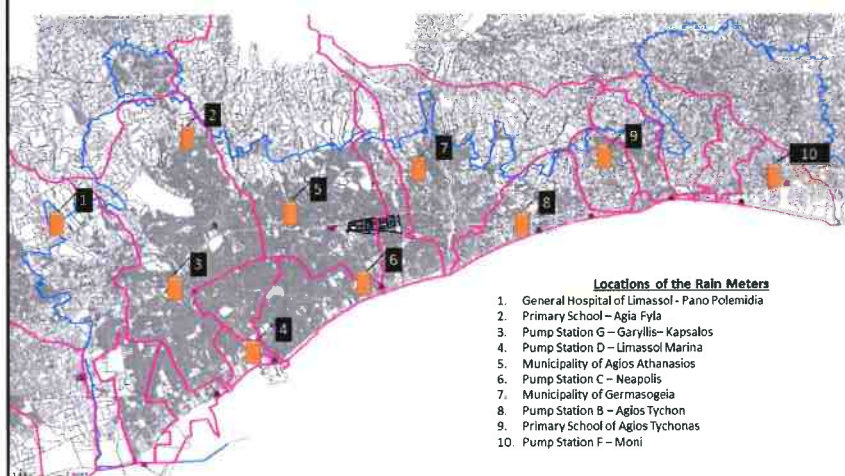 2
9
7
10
5
1
8
3
6
4
Locations of the Rain Meters
1. General Hospital of Limassol - Pano Polemidia
2. Primary School – Agia Fyla
3. Pump Station G – Garyllis– Kapsalos
4. Pump Station D – Limassol Marina
5. Municipality of Agios Athanasios
6. Pump Station C – Neapolis
7. Municipality of Germasogeia
8. Pump Station B – Agios Tychon
9. Primary School of Agios Tychonas
10. Pump Station F – Moni